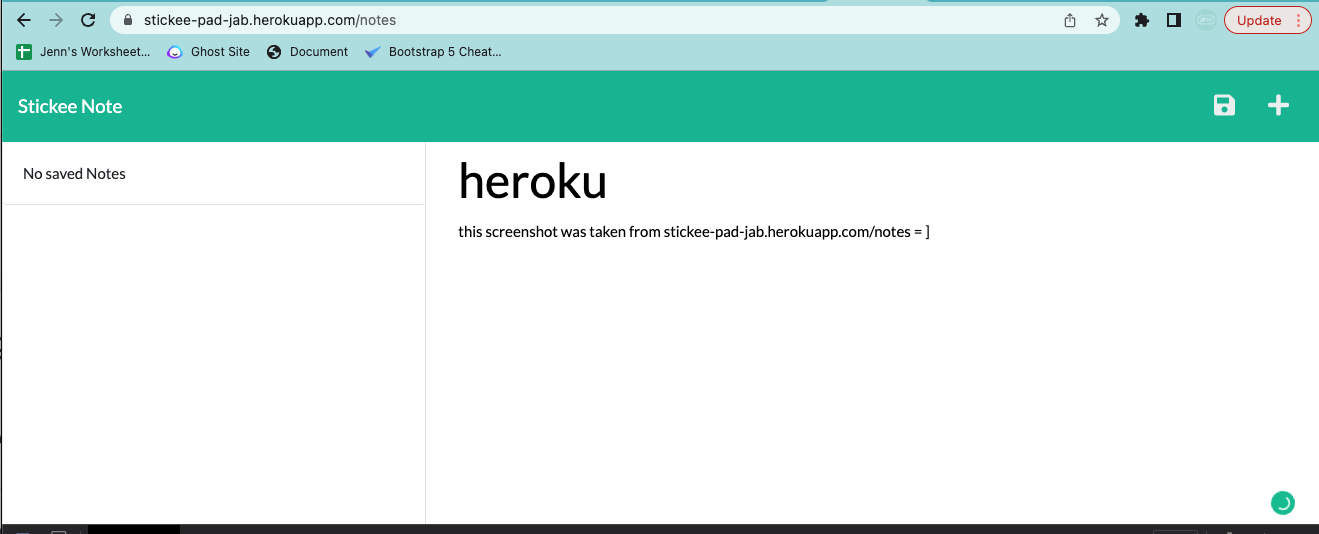 stickee-pad-jab.herokuapp.com/notes
Update
Jenn's Worksheet...
Ghost Site
Document
Bootstrap 5 Cheat...
Stickee Note
No saved Notes
heroku
this screenshot was taken from stickee-pad-jab.herokuapp.com/notes = ]